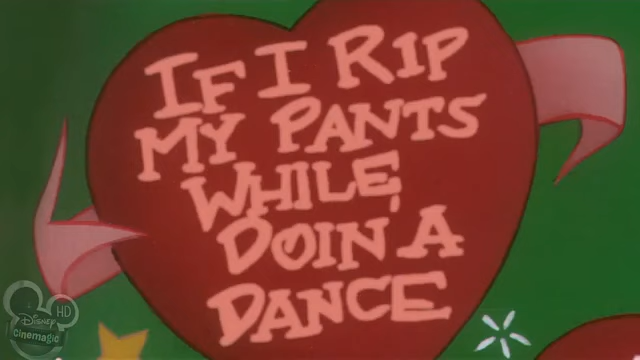 IF I RIP
MY PANTS
WHILE
DOIN' A
DANCE
Disney HD
Cinemagic